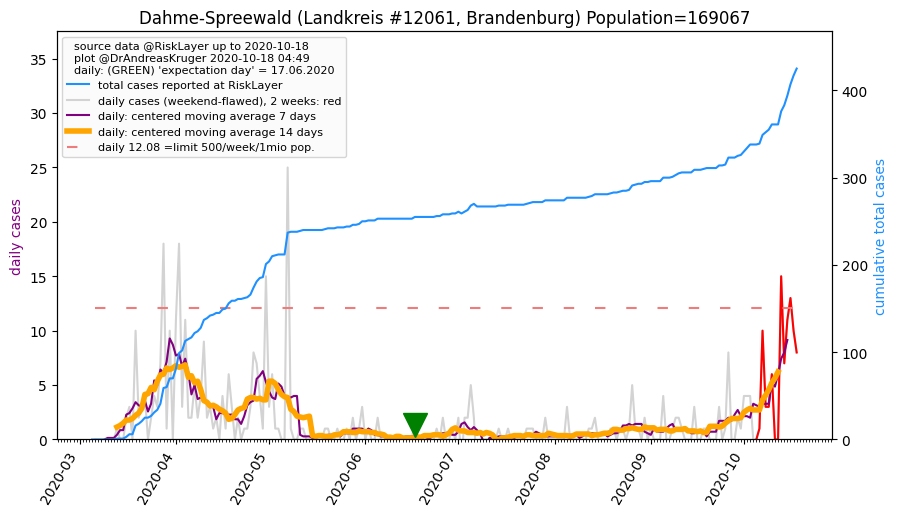 Dahme-Spreewald (Landkreis #12061, Brandenburg) Population=169067
source data @RiskLayer up to 2020-10-18
plot @DrAndreasKruger 2020-10-18 04:49
daily: (GREEN) 'expectation day' = 17.06.2020
total cases reported at RiskLayer
daily cases (weekend-flawed), 2 weeks: red
daily: centered moving average 7 days
daily: centered moving average 14 days
daily 12.08 =limit 500/week/1mio pop.
daily cases
35
30
25
20
15
10
5
0
cumulative total cases
400
300
200
100
0
2020-03
2020-04
2020-05
2020-06
2020-07
2020-08
2020-09
2020-10